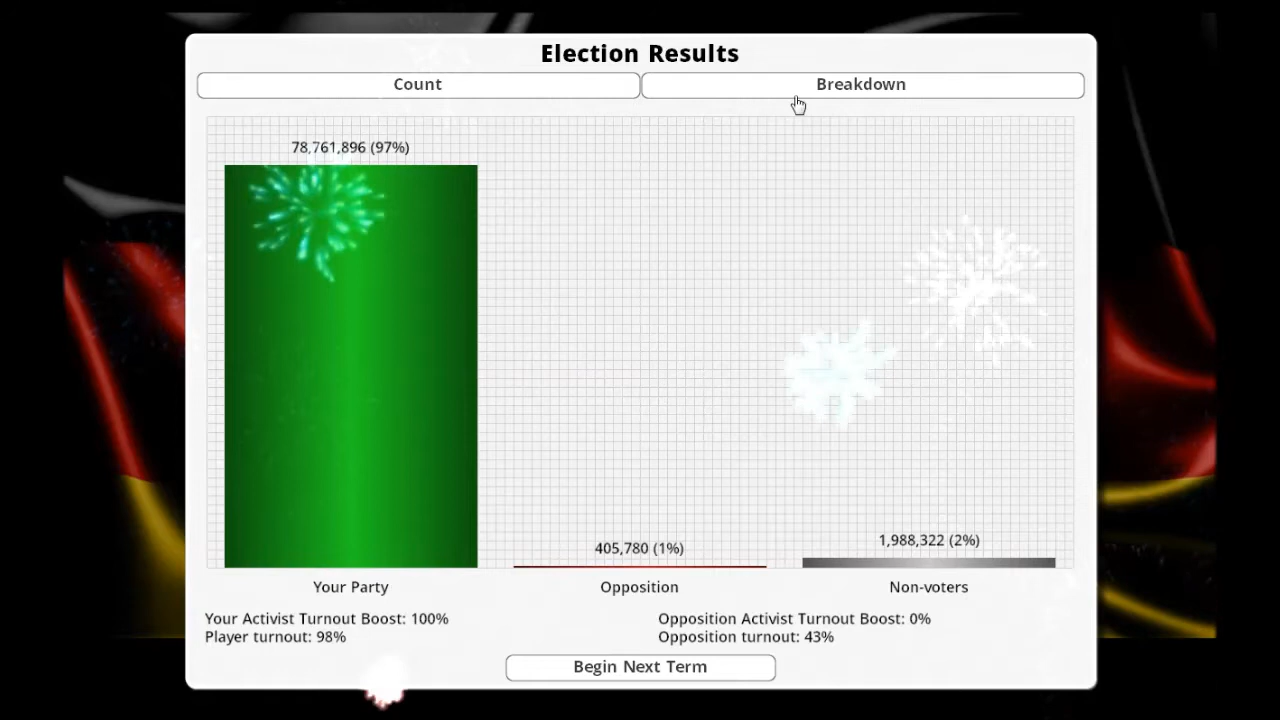 Election Results
Count
Breakdown
78,761,896 (97%)
405,780 (1%)
1,988,322 (2%)
Your Party
Opposition
Non-voters
Your Activist Turnout Boost: 100%
Opposition Activist Turnout Boost: 0%
Player turnout: 98%
Opposition turnout: 43%
Begin Next Term